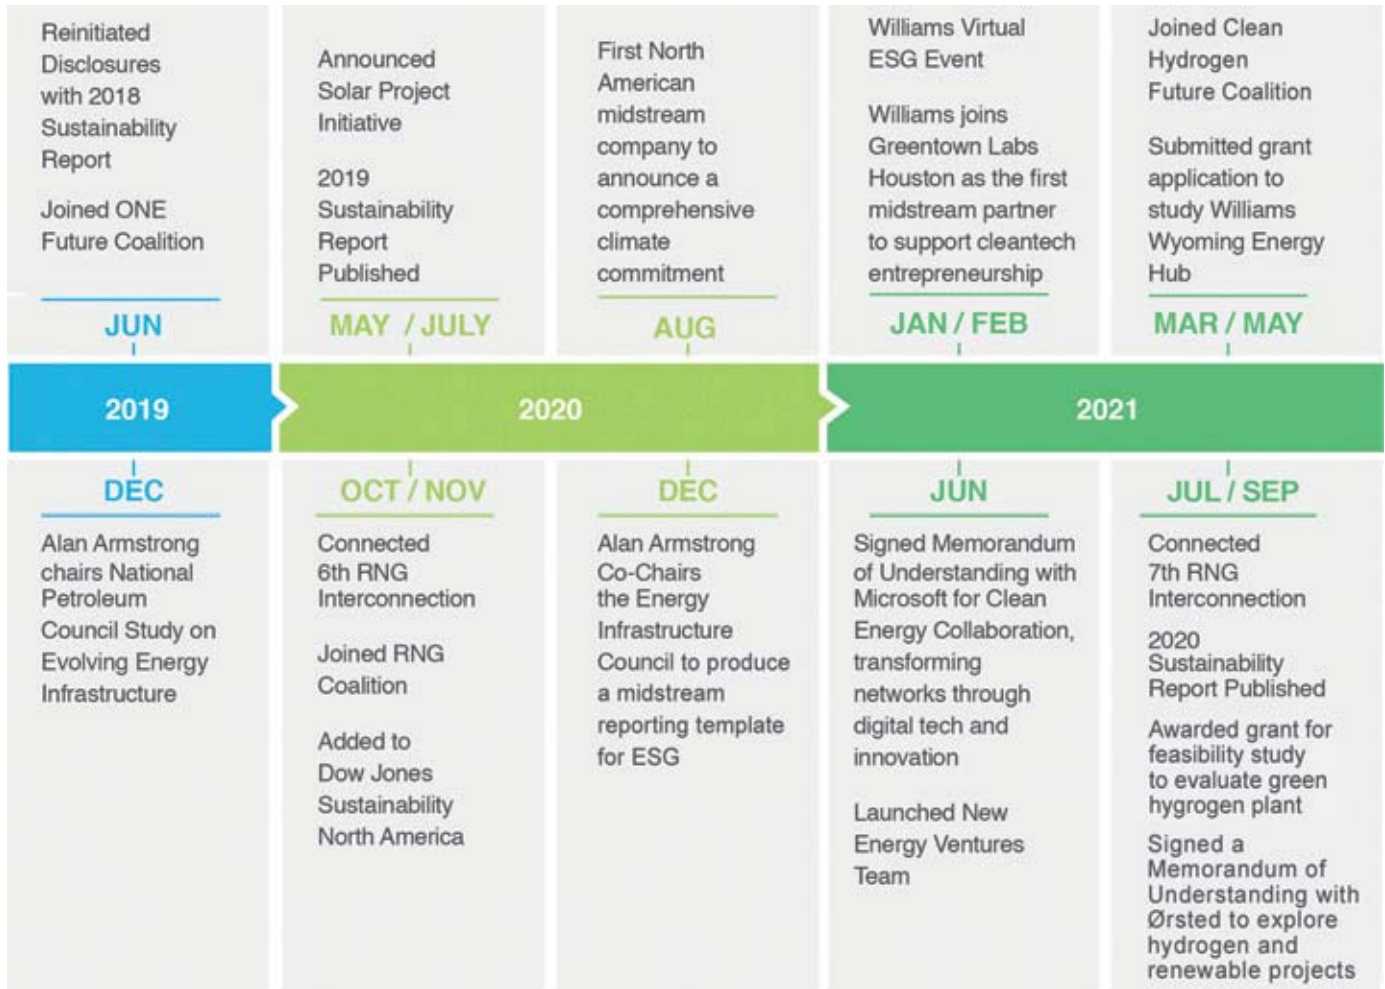 Reinitiated
Disclosures
with 2018
Sustainability
Report
Joined ONE
Future Coalition
JUN
Announced
Solar Project
Initiative
2019
Sustainability
Report
Published
MAY / JULY
First North
American
midstream
company to
announce a
comprehensive
climate
commitment
AUG
Williams Virtual
ESG Event
Williams joins
Greentown Labs
Houston as the first
midstream partner
to support cleantech
entrepreneurship
JAN / FEB
Joined Clean
Hydrogen
Future Coalition
Submitted grant
application to
study Williams
Wyoming Energy
Hub
MAR / MAY
2019
2020
2021
DEC
Alan Armstrong
chairs National
Petroleum
Council Study on
Evolving Energy
Infrastructure
OCT / NOV
Connected
6th RNG
Interconnection
Joined RNG
Coalition
Added to
Dow Jones
Sustainability
North America
DEC
Alan Armstrong
Co-Chairs
the Energy
Infrastructure
Council to produce
a midstream
reporting template
for ESG
JUN
Signed Memorandum
of Understanding with
Microsoft for Clean
Energy Collaboration,
transforming
networks through
digital tech and
innovation
Launched New
Energy Ventures
Team
JUL / SEP
Connected
7th RNG
Interconnection
2020
Sustainability
Report Published
Awarded grant for
feasibility study
to evaluate green
hygrogen plant
Signed a
Memorandum of
Understanding with
Ørsted to explore
hydrogen and
renewable projects